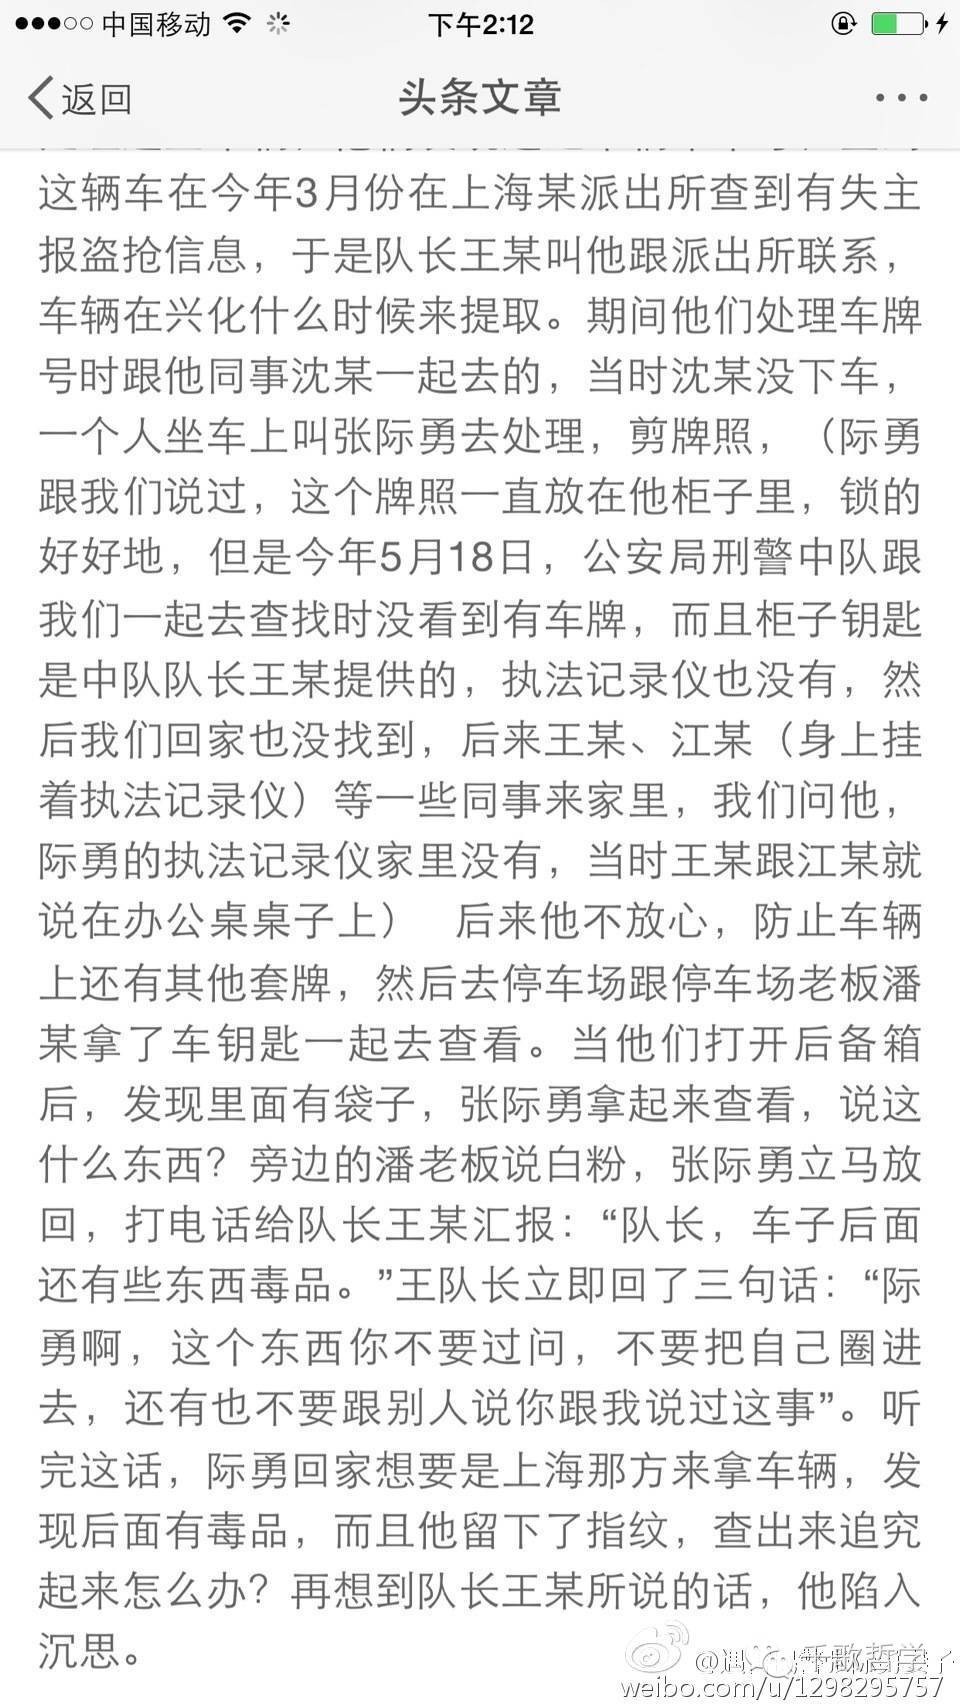 中国移动 下午2:12
返回 头条文章
这辆车在今年3月份在上海某派出所查到有失主
报盗抢信息，于是队长王某叫他跟派出所联系，
车辆在兴化什么时候来提取。期间他们处理车牌
号时跟他同事沈某一起去的，当时沈某没下车，
一个人坐车上叫张际勇去处理，剪牌照，（际勇
跟我们说过，这个牌照一直放在他柜子里，锁的
好好地，但是今年5月18日，公安局刑警中队跟
我们一起去查找时没看到有车牌，而且柜子钥匙
是中队队长王某提供的，执法记录仪也没有，然
后我们回家也没找到，后来王某、江某（身上挂
着执法记录仪）等一些同事来家里，我们问他，
际勇的执法记录仪家里没有，当时王某跟江某就
说在办公桌桌子上） 后来他不放心，防止车辆
上还有其他套牌，然后去停车场跟停车场老板潘
某拿了车钥匙一起去查看。当他们打开后备箱
后，发现里面有袋子，张际勇拿起来查看，说这
什么东西？旁边的潘老板说白粉，张际勇立马放
回，打电话给队长王某汇报：“队长，车子后面
还有些东西毒品。”王队长立即回了三句话：“际
勇啊，这个东西你不要过问，不要把自己圈进
去，还有也不要跟别人说你跟我说过这事”。听
完这话，际勇回家想要是上海那方来拿车辆，发
现后面有毒品，而且他留下了指纹，查出来追究
起来怎么办？再想到队长王某所说的话，他陷入
沉思。
weibo.com/u/1298295757